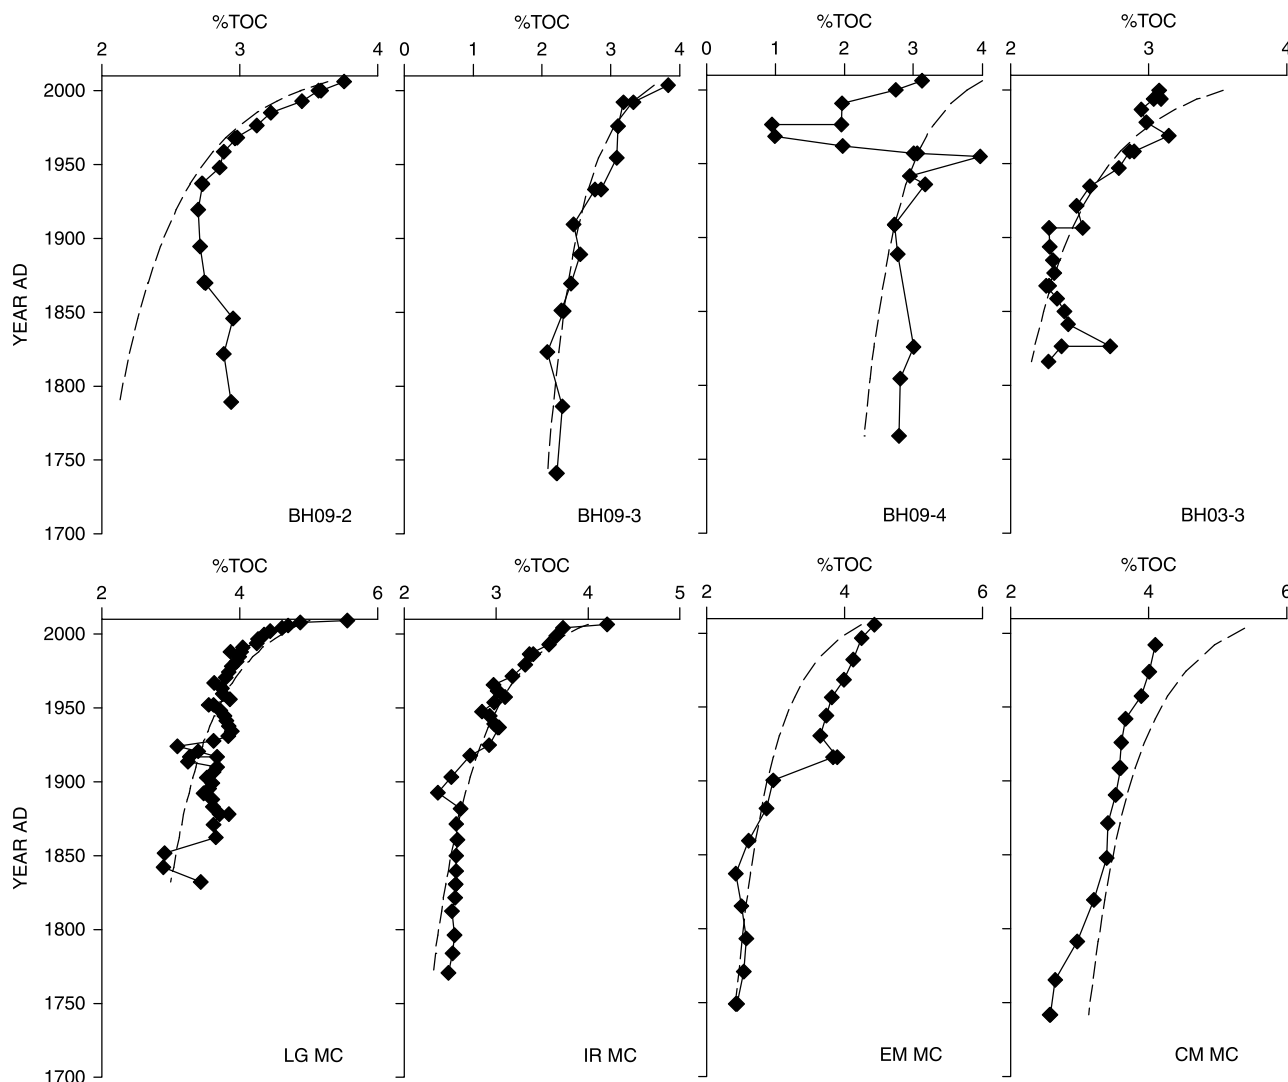 %TOC %TOC %TOC %TOC
2 3 4 0 1 2 3 4 0 1 2 3 4 2 3 4
2000
1950
1900
1850
1800
1750
1700
YEAR AD
BH09-2 BH09-3 BH09-4 BH03-3
%TOC %TOC %TOC %TOC
2 4 6 2 3 4 5 2 4 6 2 4 6
2000
1950
1900
1850
1800
1750
1700
YEAR AD
LG MC IR MC EM MC CM MC